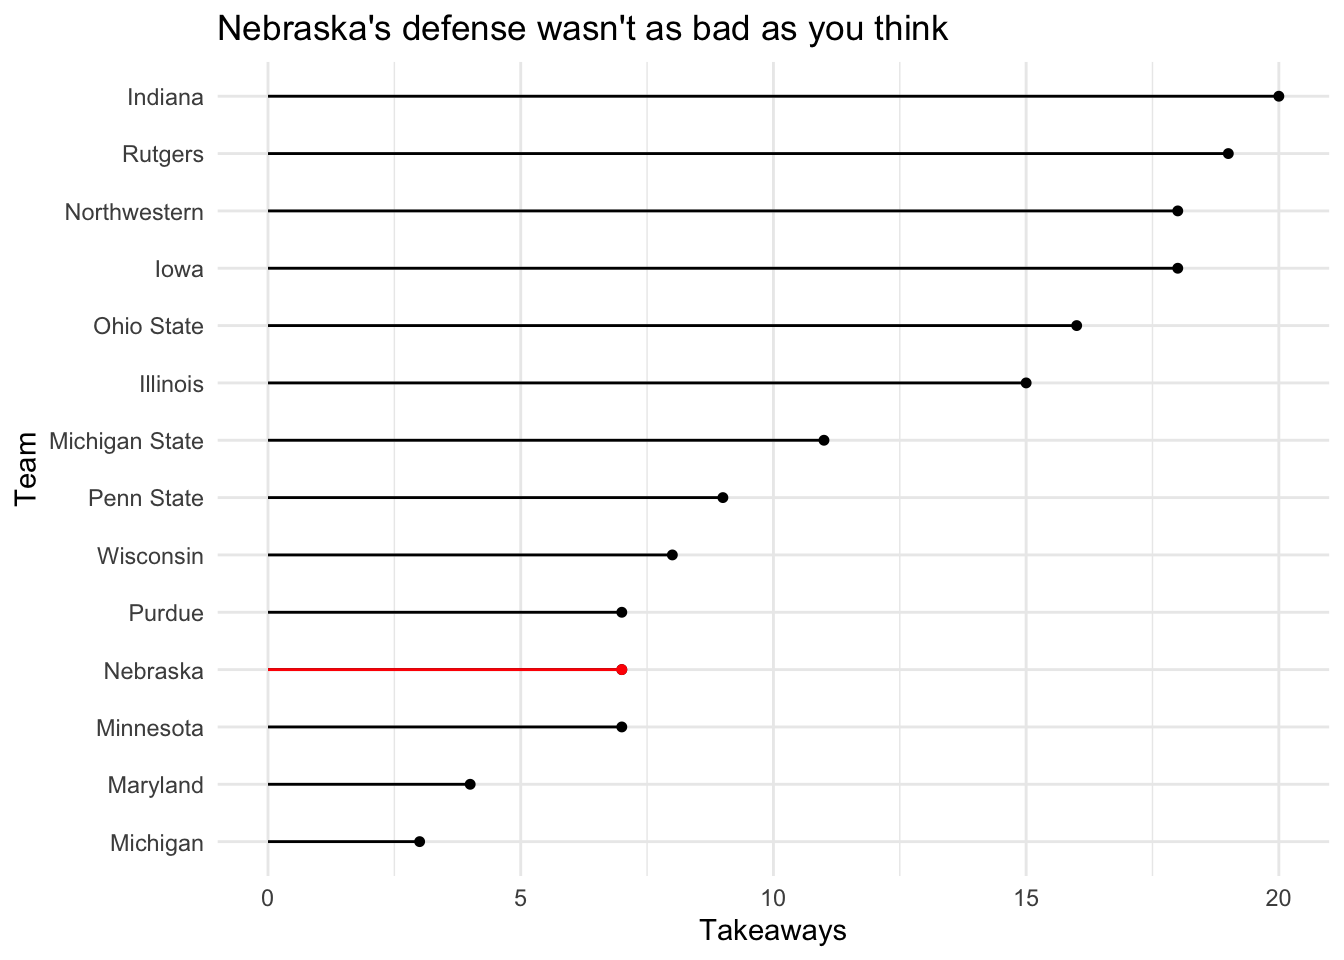 Nebraska's defense wasn't as bad as you think
Indiana
Rutgers
Northwestern
Iowa
Ohio State
Illinois
Michigan State
Penn State
Wisconsin
Purdue
Nebraska
Minnesota
Maryland
Michigan
Team
0 5 10 15 20
Takeaways